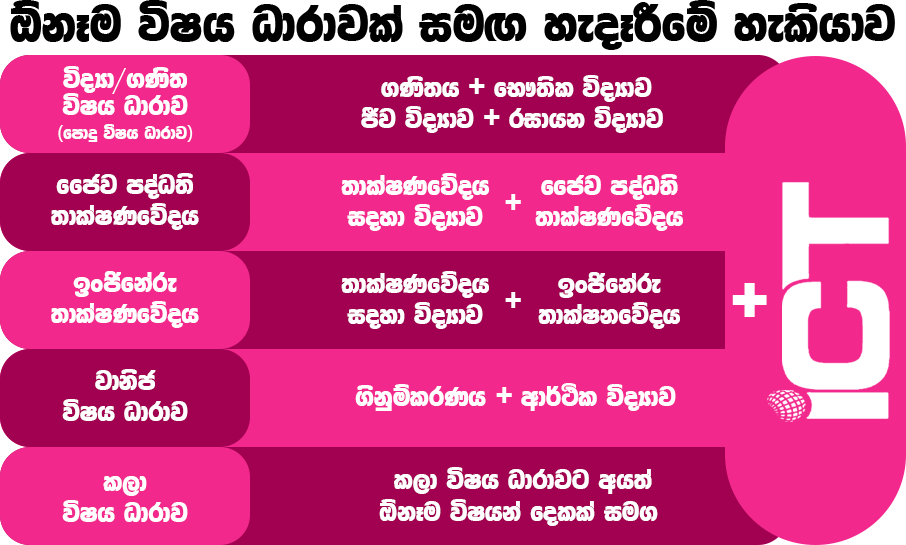 ඕනෑම විෂය ධාරාවක් සමඟ හැදෑරීමේ හැකියාව
විද්‍යා/ගණිත
විෂය ධාරාව
(පොදු විෂය ධාරාව)
ගණිතය + භෞතික විද්‍යාව
ජීව විද්‍යාව + රසායන විද්‍යාව
ජෛව පද්ධති
තාක්ෂණවේදය
තාක්ෂණවේදය
සදහා විද්‍යාව
+
ජෛව පද්ධති
තාක්ෂණවේදය
ඉංජිනේරු
තාක්ෂණවේදය
තාක්ෂණවේදය
සදහා විද්‍යාව
+
ඉංජිනේරු
තාක්ෂනවේදය
වානිජ
විෂය ධාරාව
ගිනුම්කරණය + ආර්ථික විද්‍යාව
කලා
විෂය ධාරාව
කලා විෂය ධාරාවට අයත්
ඕනෑම විෂයන් දෙකක් සමග
+
iCT